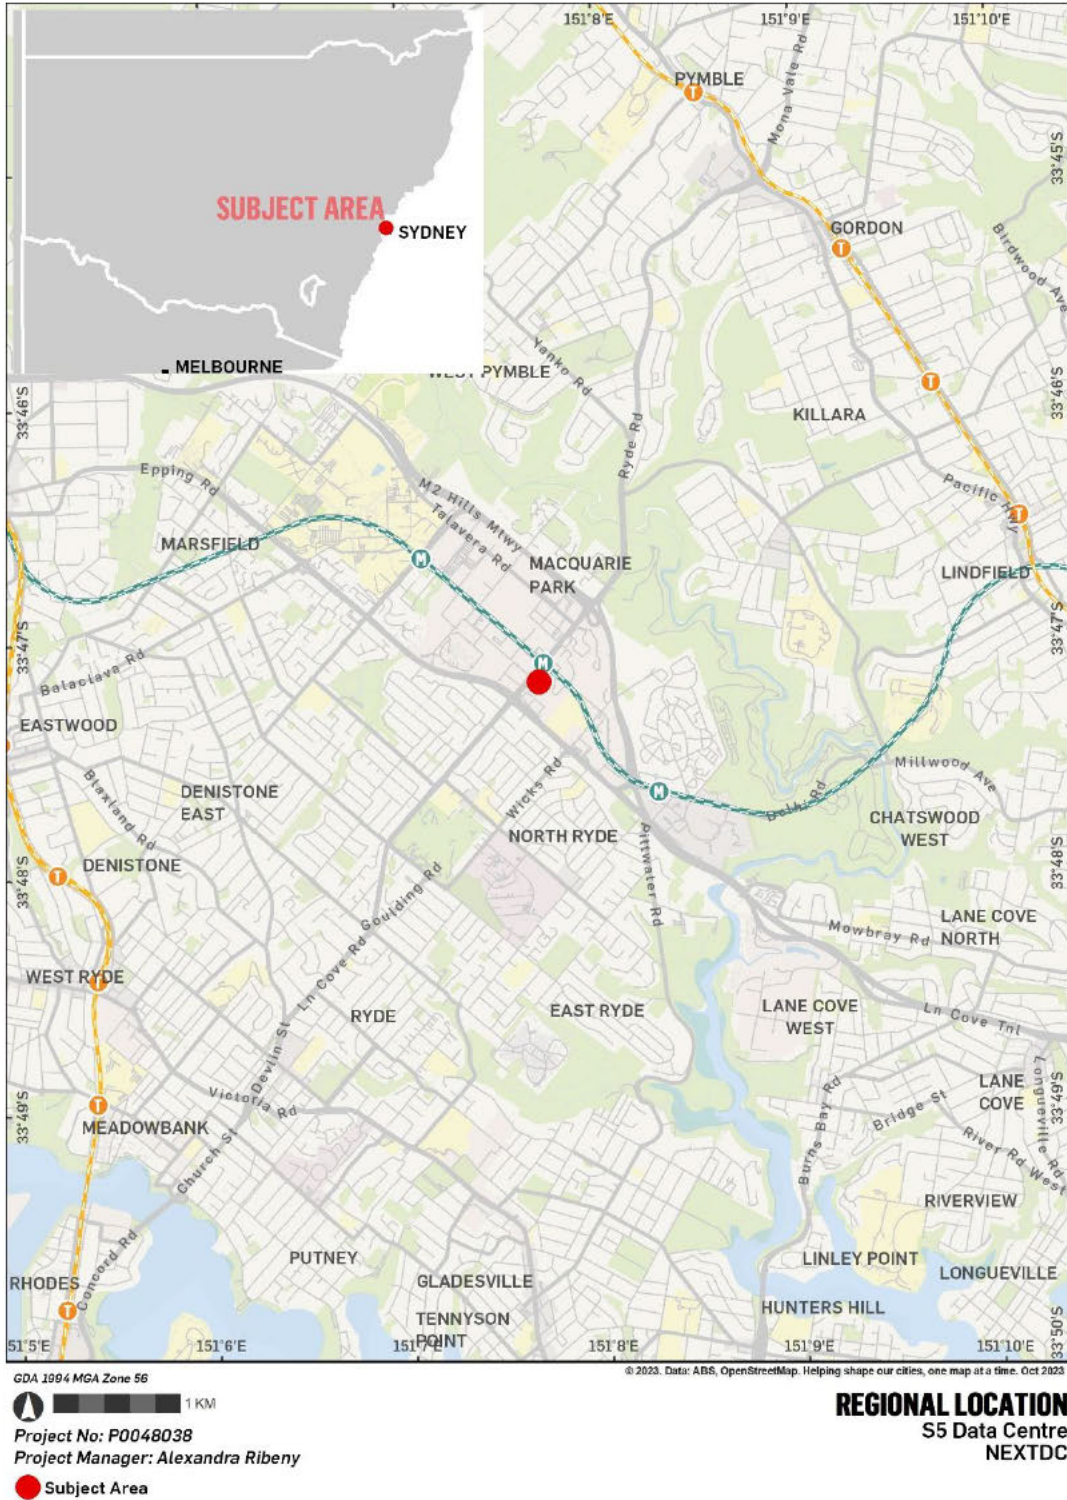 151°8'E
151°9'E
151°10'E
PYMBLE
Mona Vale Rd
33°45'S
SUBJECT AREA
SYDNEY
GORDON
Birdwood Ave
MELBOURNE
PYMBLE
Yanko Rd
KILLARA
33°46'S
33°46'S
Ryde Rd
Epping Rd
M2 Hills Mtwy
Talavera Rd
Pacific Hwy
MARSFIELD
MACQUARIE
PARK
LINDFIELD
33°47'S
33°47'S
Balaclava Rd
EASTWOOD
Blaxland Rd
DENISTONE
EAST
Wicks Rd
Delhi Rd
Millwood Ave
NORTH RYDE
CHATSWOOD
WEST
DENISTONE
33°48'S
33°48'S
Pittwater Rd
Goulding Rd
Ln Cove Rd
Mowbray Rd
LANE COVE
NORTH
WEST RYDE
RYDE
EAST RYDE
LANE COVE
WEST
Ln Cove Tnl
Devlin St
Victoria Rd
LANE
COVE
Longueville Rd
Burns Bay Rd
Bridge St
River Rd West
33°49'S
33°49'S
MEADOWBANK
Church St
RIVERVIEW
Concord Rd
PUTNEY
LINLEY POINT
LONGUEVILLE
RHODES
GLADESVILLE
TENNYSON
POINT
HUNTERS HILL
33°50'S
51°5'E
151°6'E
151°8'E
151°9'E
151°10'E
T
T
T
T
T
T
T
T
M
M
M
GDA 1994 MGA Zone 56
© 2023. Data: ABS, OpenStreetMap. Helping shape our cities, one map at a time. Oct 2023
1 KM
REGIONAL LOCATION
S5 Data Centre
NEXTDC
Project No: P0048038
Project Manager: Alexandra Ribeny
Subject Area